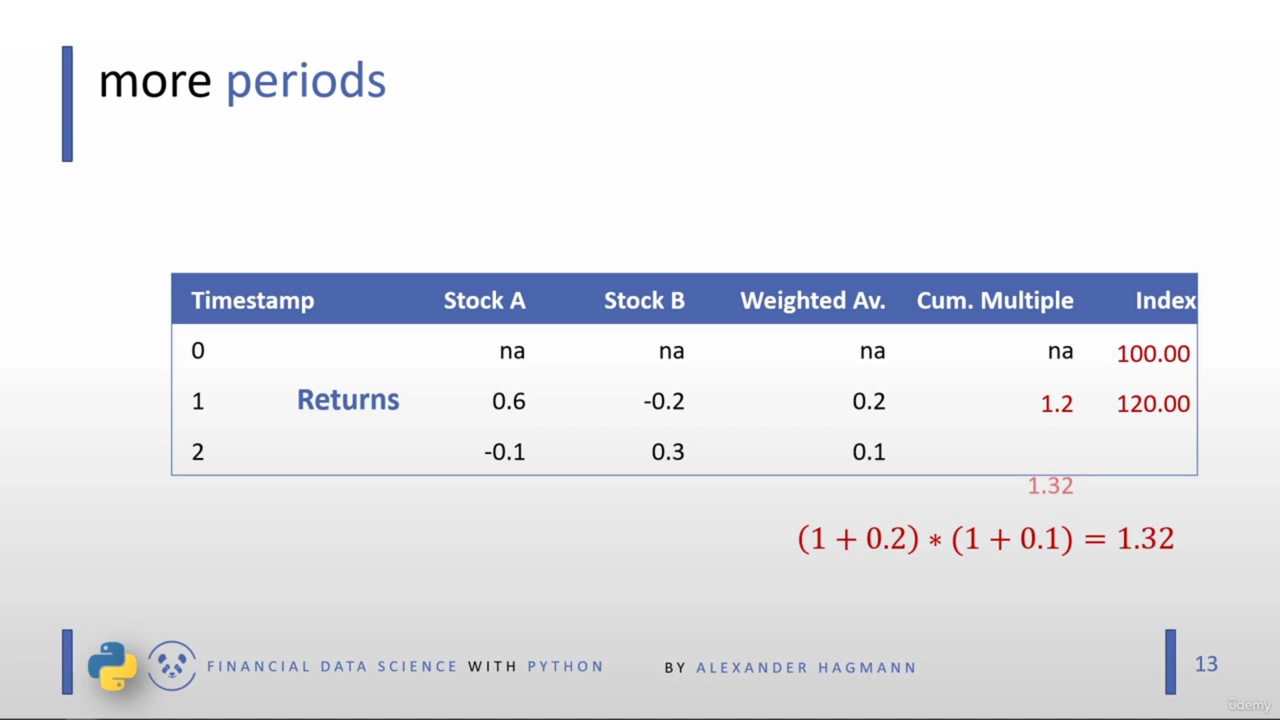 more periods
Timestamp Stock A Stock B Weighted Av. Cum. Multiple Index
0 na na na na 100.00
1 Returns 0.6 -0.2 0.2 1.2 120.00
2 -0.1 0.3 0.1
1.32
(1 + 0.2) ∗ (1 + 0.1) = 1.32
FINANCIAL DATA SCIENCE WITH PYTHON BY ALEXANDER HAGMANN 13
ûdemy